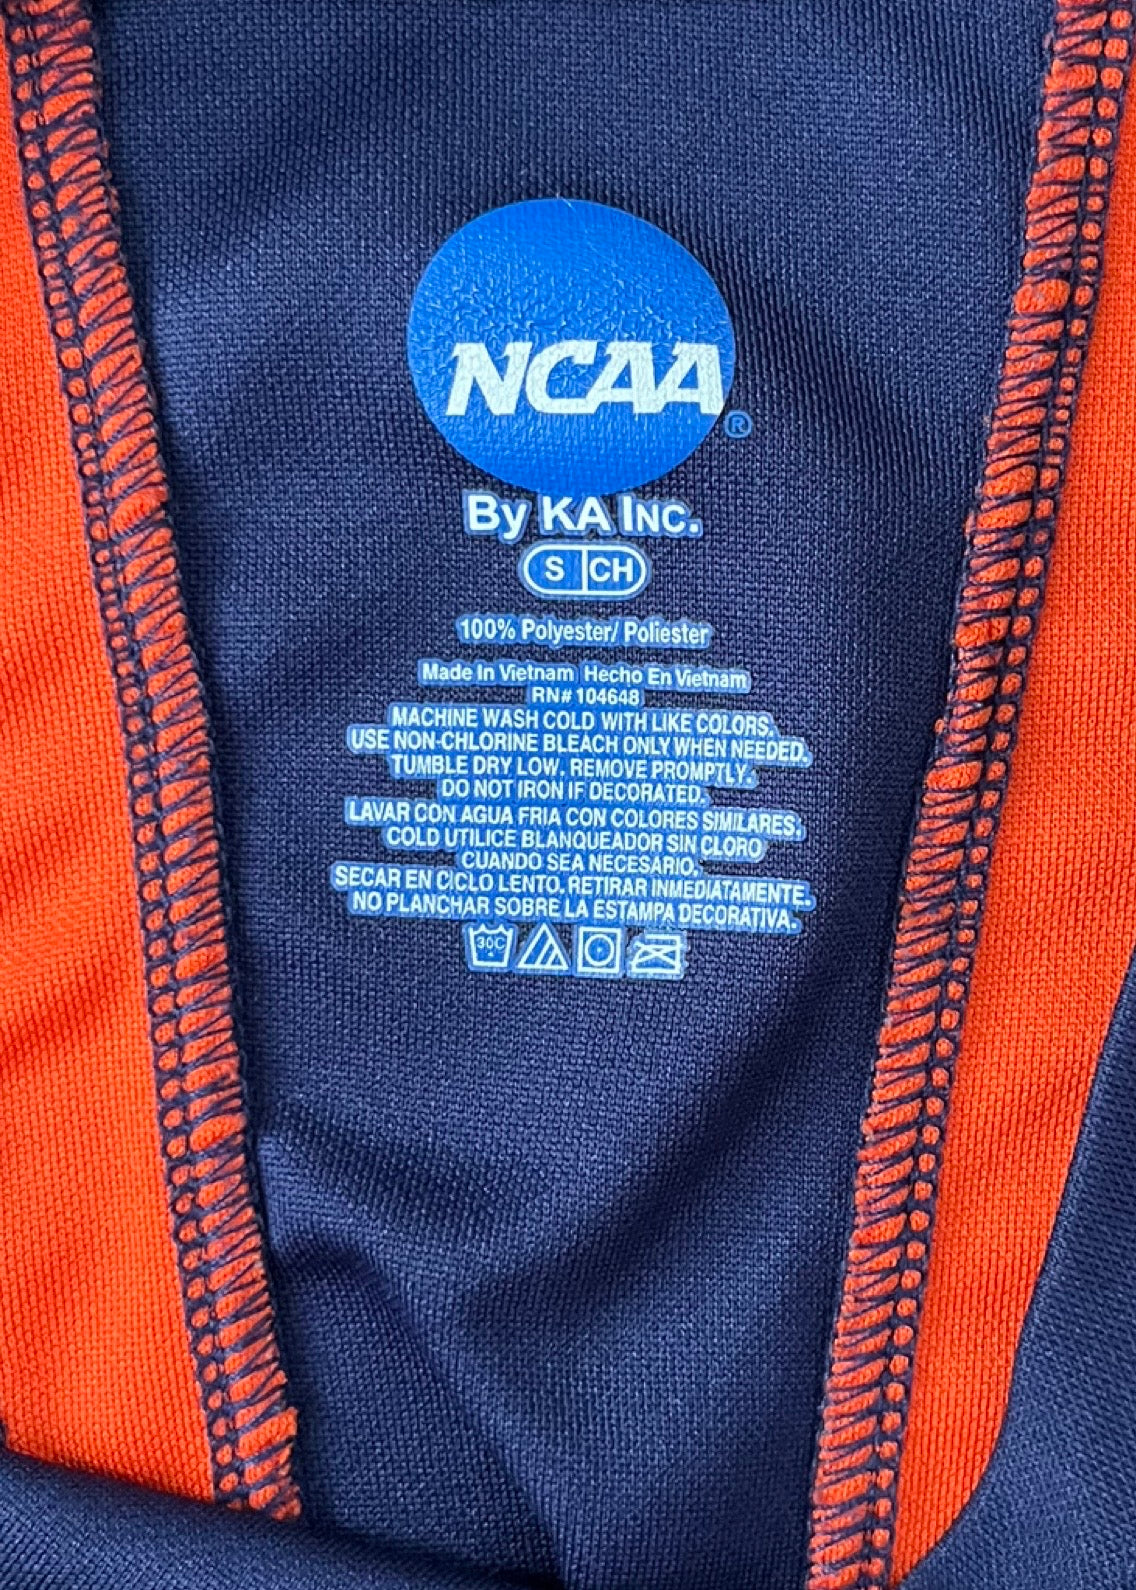 NCAA
®
By KA INC.
S CH
100% Polyester/ Poliester
Made In Vietnam Hecho En Vietnam
RN# 104648
MACHINE WASH COLD WITH LIKE COLORS.
USE NON-CHLORINE BLEACH ONLY WHEN NEEDED.
TUMBLE DRY LOW. REMOVE PROMPTLY.
DO NOT IRON IF DECORATED.
LAVAR CON AGUA FRIA CON COLORES SIMILARES.
COLD UTILICE BLANQUEADOR SIN CLORO
CUANDO SEA NECESARIO.
SECAR EN CICLO LENTO. RETIRAR INMEDIATAMENTE.
NO PLANCHAR SOBRE LA ESTAMPA DECORATIVA.
30C